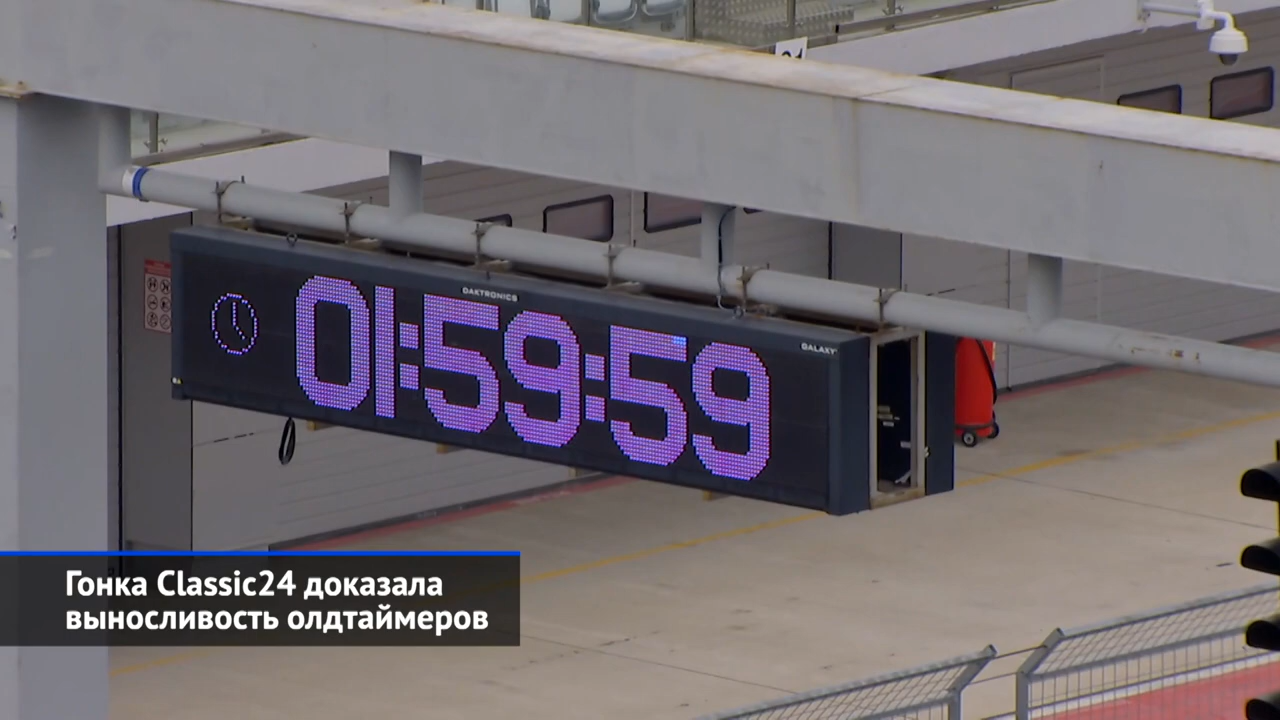 DAKTRONICS
01:59:59
GALAXY
Гонка Classic24 доказала
выносливость олдтаймеров